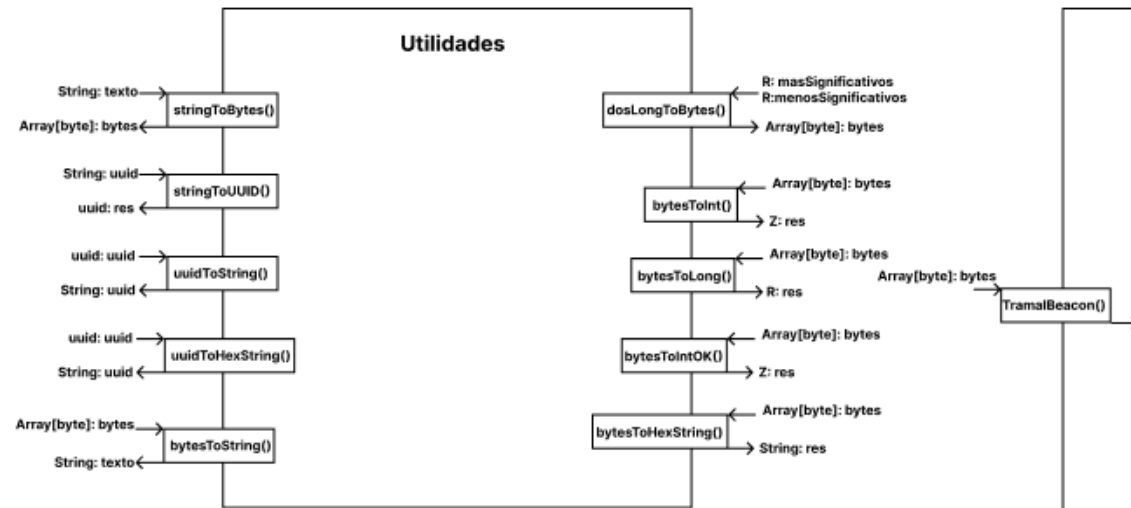 Utilidades
String: texto
stringToBytes()
Array[byte]: bytes
String: uuid
stringToUUID()
uuid: res
uuid: uuid
uuidToString()
String: uuid
uuid: uuid
uuidToHexString()
String: uuid
Array[byte]: bytes
bytesToString()
String: texto
R: masSignificativos
R:menosSignificativos
dosLongToBytes()
Array[byte]: bytes
Array[byte]: bytes
bytesToInt()
Z: res
Array[byte]: bytes
bytesToLong()
R: res
Array[byte]: bytes
bytesToIntOK()
Z: res
Array[byte]: bytes
bytesToHexString()
String: res
Array[byte]: bytes
TramaIBeacon()